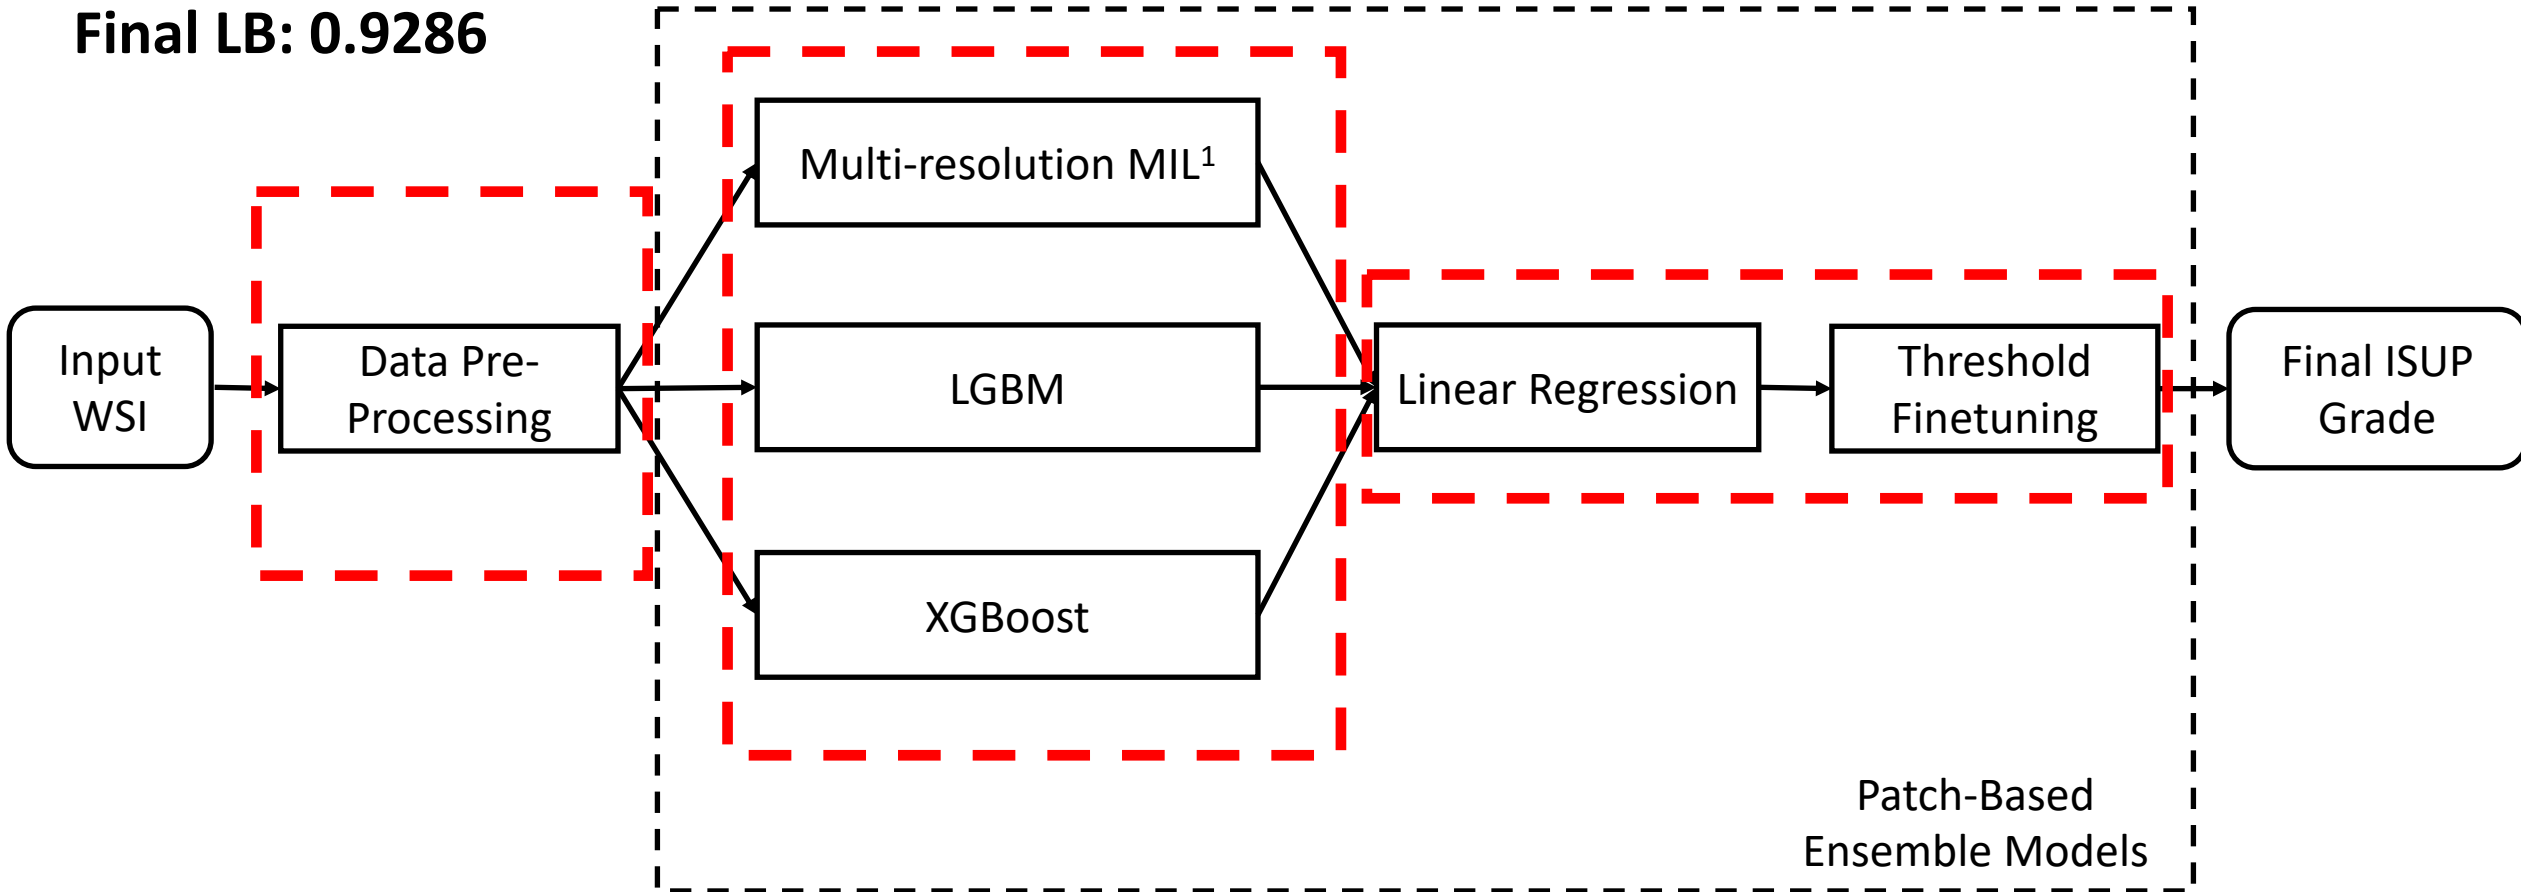 Final LB: 0.9286
Input
WSI
Data Pre-
Processing
Multi-resolution MIL¹
LGBM
XGBoost
Linear Regression
Threshold
Finetuning
Final ISUP
Grade
Patch-Based
Ensemble Models